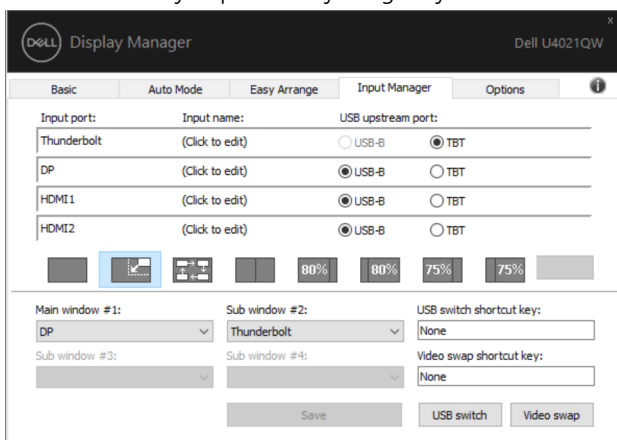 DELL Display Manager Dell U4021QW
x
Basic Auto Mode Easy Arrange Input Manager Options i
Input port: Input name: USB upstream port:
Thunderbolt (Click to edit) USB-B TBT
DP (Click to edit) USB-B TBT
HDMI1 (Click to edit) USB-B TBT
HDMI2 (Click to edit) USB-B TBT
80% 80% 75% 75%
Main window #1: Sub window #2: USB switch shortcut key:
DP Thunderbolt None
Sub window #3: Sub window #4: Video swap shortcut key:
None
Save USB switch Video swap